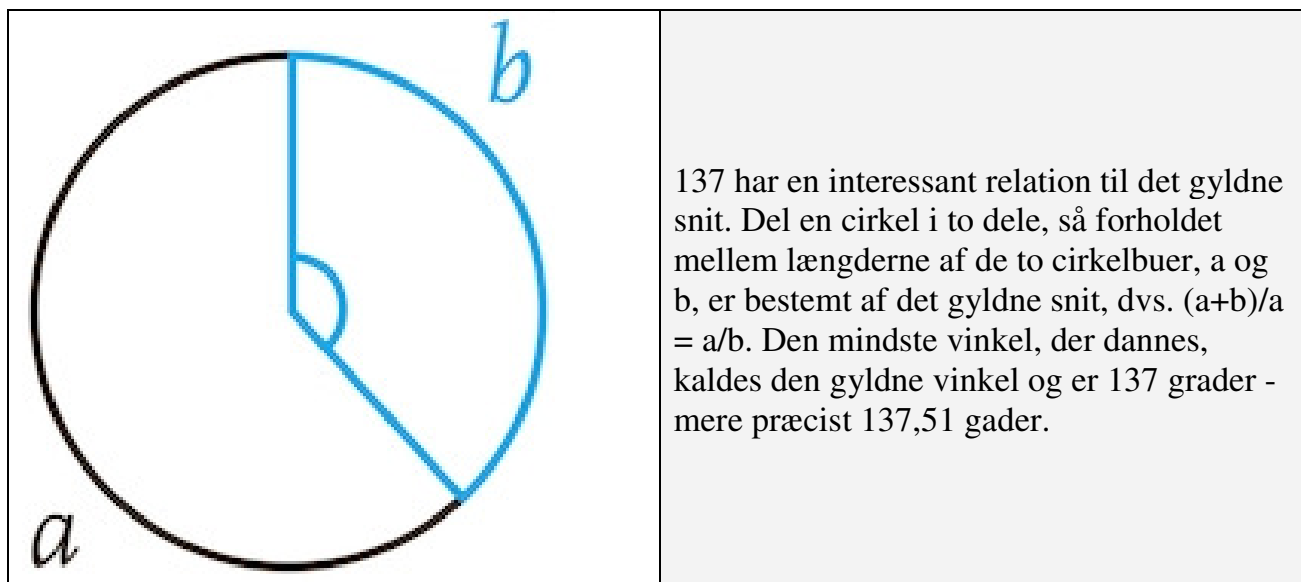 b
a
137 har en interessant relation til det gyldne
snit. Del en cirkel i to dele, så forholdet
mellem længderne af de to cirkelbuer, a og
b, er bestemt af det gyldne snit, dvs. (a+b)/a
= a/b. Den mindste vinkel, der dannes,
kaldes den gyldne vinkel og er 137 grader -
mere præcist 137,51 gader.